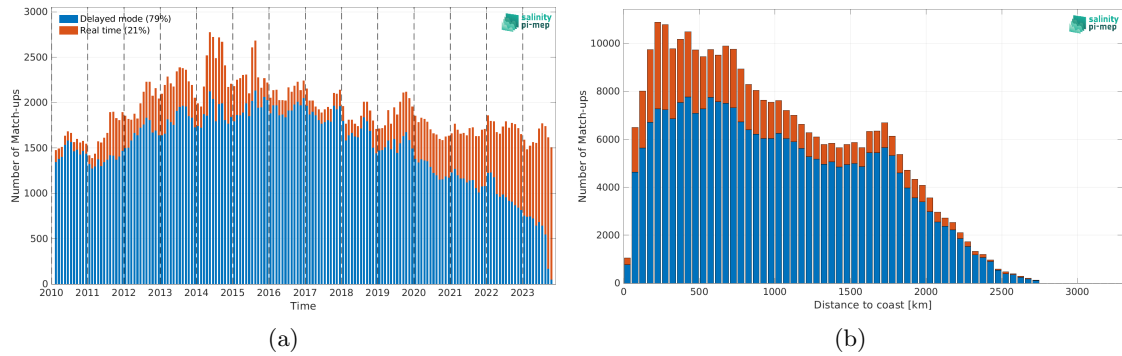 Delayed mode (79%)
Real time (21%)
salinity
pi-mep
Number of Match-ups
3000
2500
2000
1500
1000
500
0
2010 2011 2012 2013 2014 2015 2016 2017 2018 2019 2020 2021 2022 2023
Time
(a)
salinity
pi-mep
Number of Match-ups
10000
8000
6000
4000
2000
0
0 500 1000 1500 2000 2500 3000
Distance to coast [km]
(b)